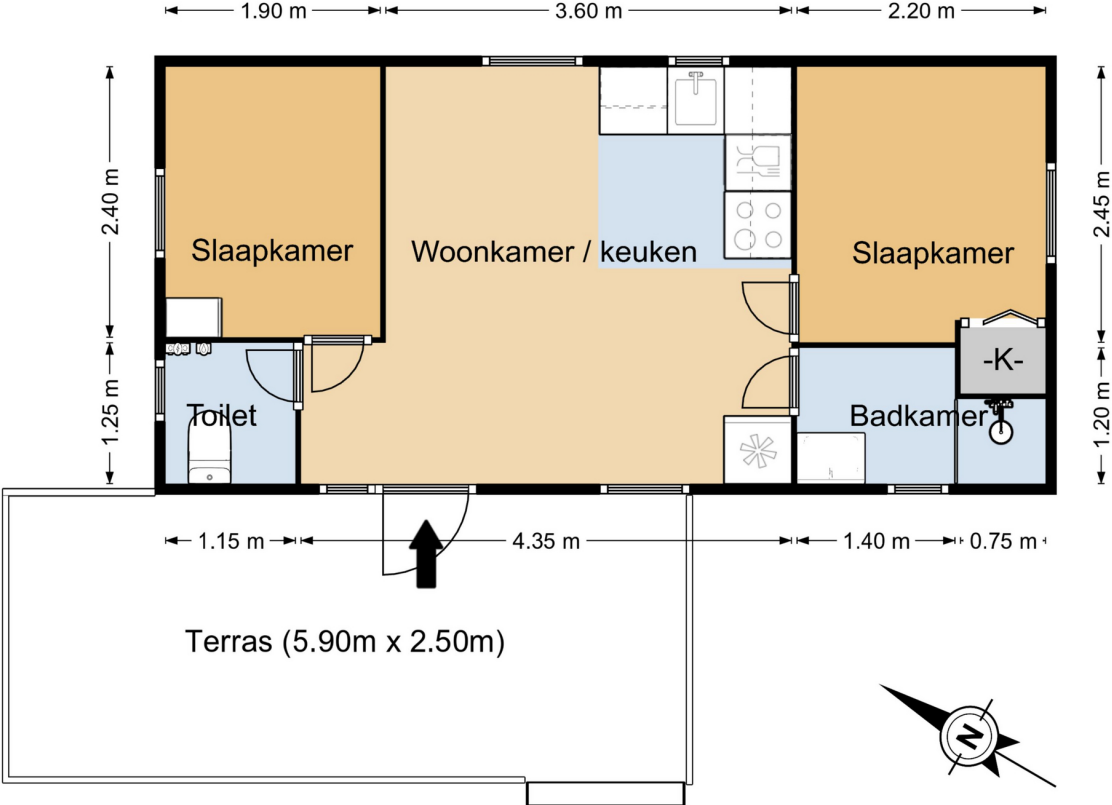 1.90 m
3.60 m
2.20 m
2.40 m
2.45 m
Slaapkamer
Woonkamer / keuken
Slaapkamer
-K-
1.25 m
Toilet
Badkamer
1.20 m
1.15 m
4.35 m
1.40 m
0.75 m
Terras (5.90m x 2.50m)
N